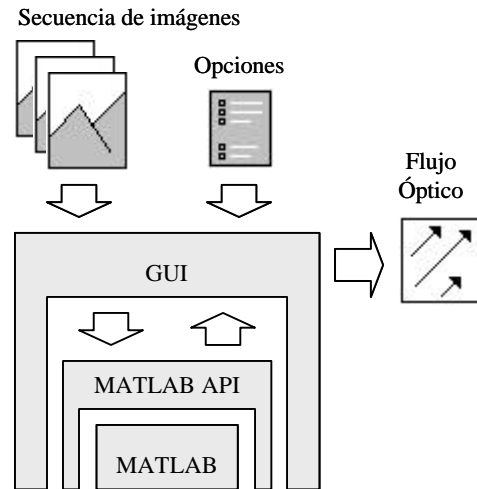 Secuencia de imágenes
Opciones
Flujo
Óptico
GUI
MATLAB API
MATLAB